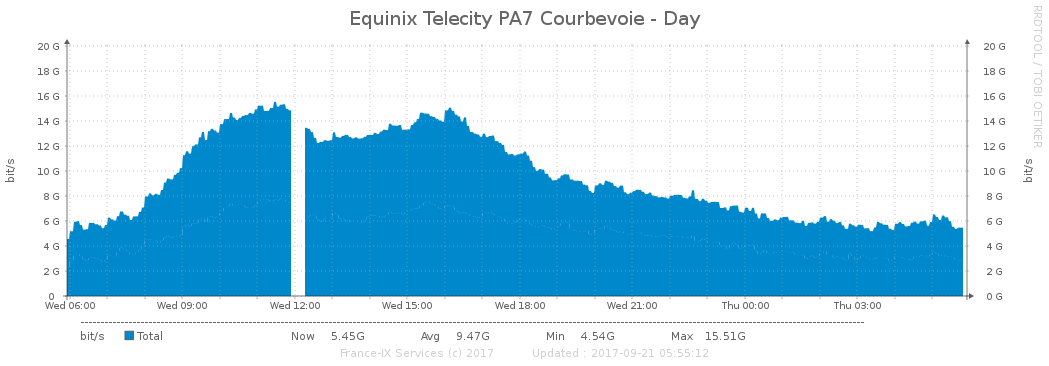 Equinix Telecity PA7 Courbevoie - Day
RRDTOOL / TOBI OETIKER
bit/s
20 G 20 G
18 G 18 G
16 G 16 G
14 G 14 G
12 G 12 G
10 G 10 G
8 G 8 G
6 G 6 G
4 G 4 G
2 G 2 G
0 0 G
bit/s
Wed 06:00 Wed 09:00 Wed 12:00 Wed 15:00 Wed 18:00 Wed 21:00 Thu 00:00 Thu 03:00
bit/s Total Now 5.45G Avg 9.47G Min 4.54G Max 15.51G
France-IX Services (c) 2017 Updated : 2017-09-21 05:55:12